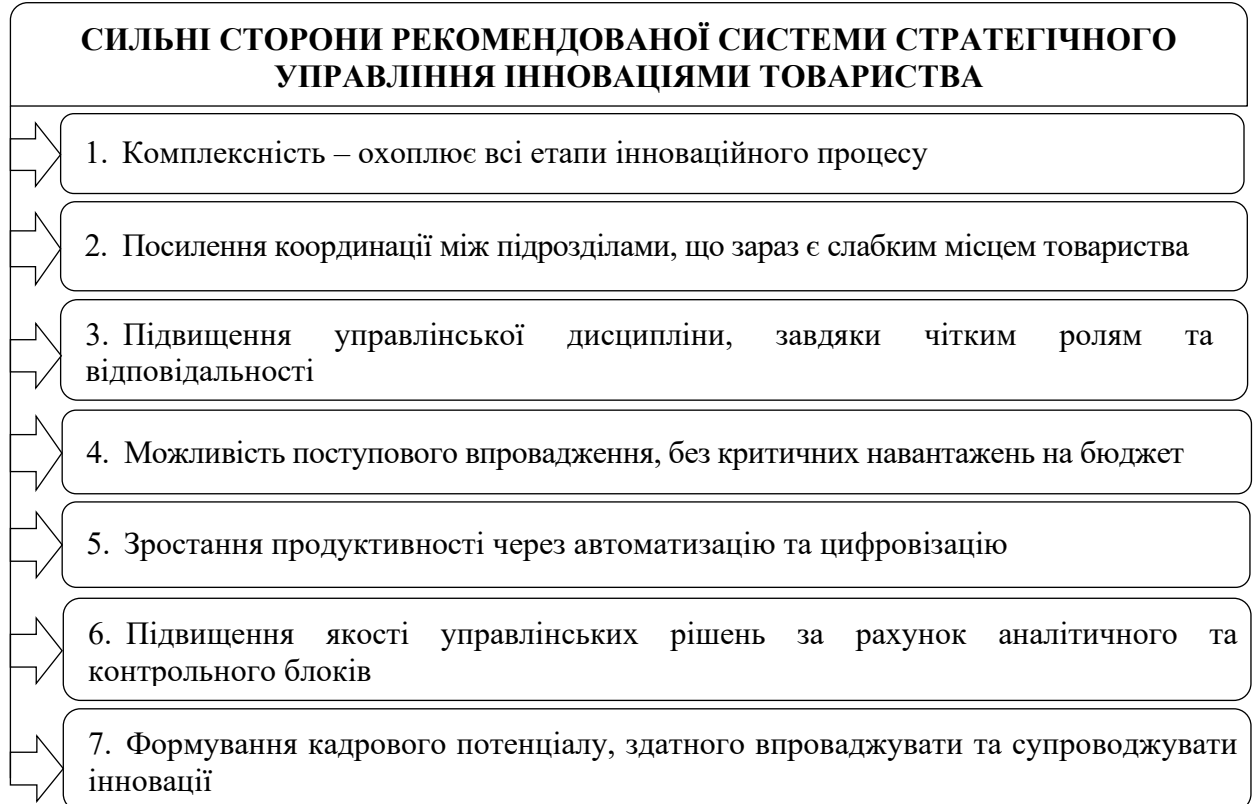 СИЛЬНІ СТОРОНИ РЕКОМЕНДОВАНОЇ СИСТЕМИ СТРАТЕГІЧНОГО
УПРАВЛІННЯ ІННОВАЦІЯМИ ТОВАРИСТВА
1. Комплексність – охоплює всі етапи інноваційного процесу
2. Посилення координації між підрозділами, що зараз є слабким місцем товариства
3. Підвищення управлінської дисципліни, завдяки чітким ролям та
відповідальності
4. Можливість поступового впровадження, без критичних навантажень на бюджет
5. Зростання продуктивності через автоматизацію та цифровізацію
6. Підвищення якості управлінських рішень за рахунок аналітичного та
контрольного блоків
7. Формування кадрового потенціалу, здатного впроваджувати та супроводжувати
інновації